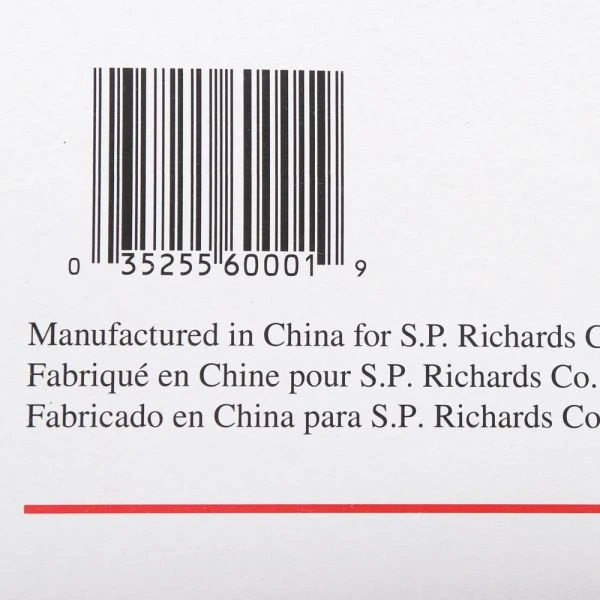 0 35255 60001 9
Manufactured in China for S.P. Richards C
Fabriqué en Chine pour S.P. Richards Co.
Fabricado en China para S.P. Richards Co